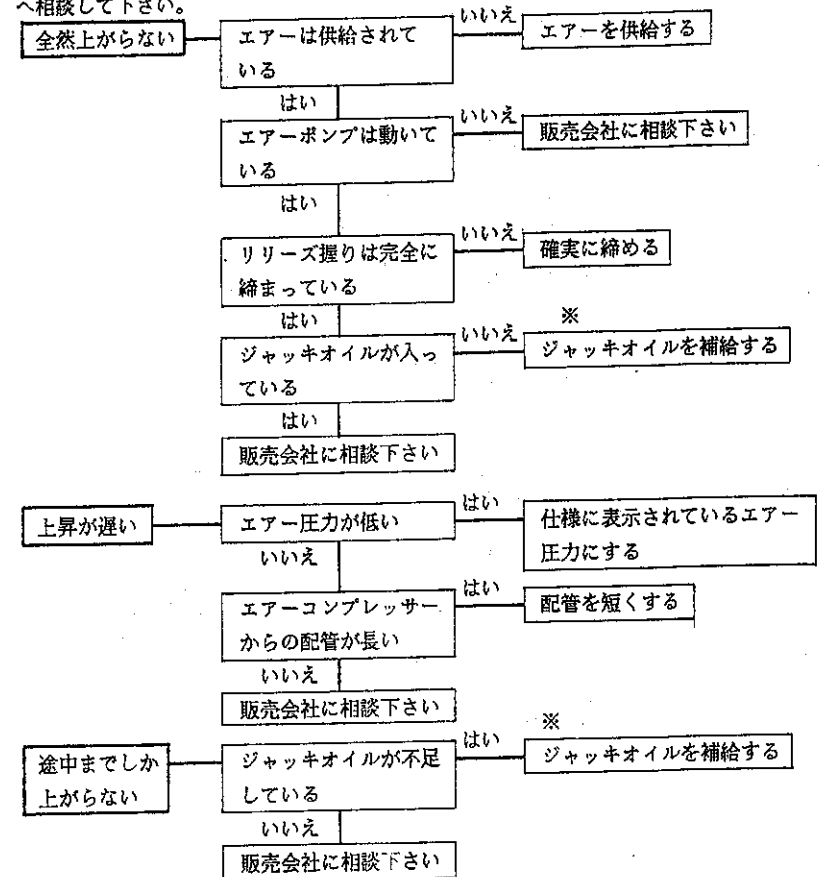 へ相談して下さい。
全然上がらない
エアーは供給されて
いる
いいえ
エアーを供給する
はい
エアーポンプは動いて
いる
いいえ
販売会社に相談下さい
はい
リリーズ握りは完全に
締まっている
いいえ
確実に締める
はい
ジャッキオイルが入っ
ている
いいえ
※
ジャッキオイルを補給する
はい
販売会社に相談下さい
上昇が遅い
エアー圧力が低い
はい
仕様に表示されているエアー
圧力にする
いいえ
エアーコンプレッサー
からの配管が長い
はい
配管を短くする
いいえ
販売会社に相談下さい
途中までしか
上がらない
ジャッキオイルが不足
している
はい
※
ジャッキオイルを補給する
いいえ
販売会社に相談下さい